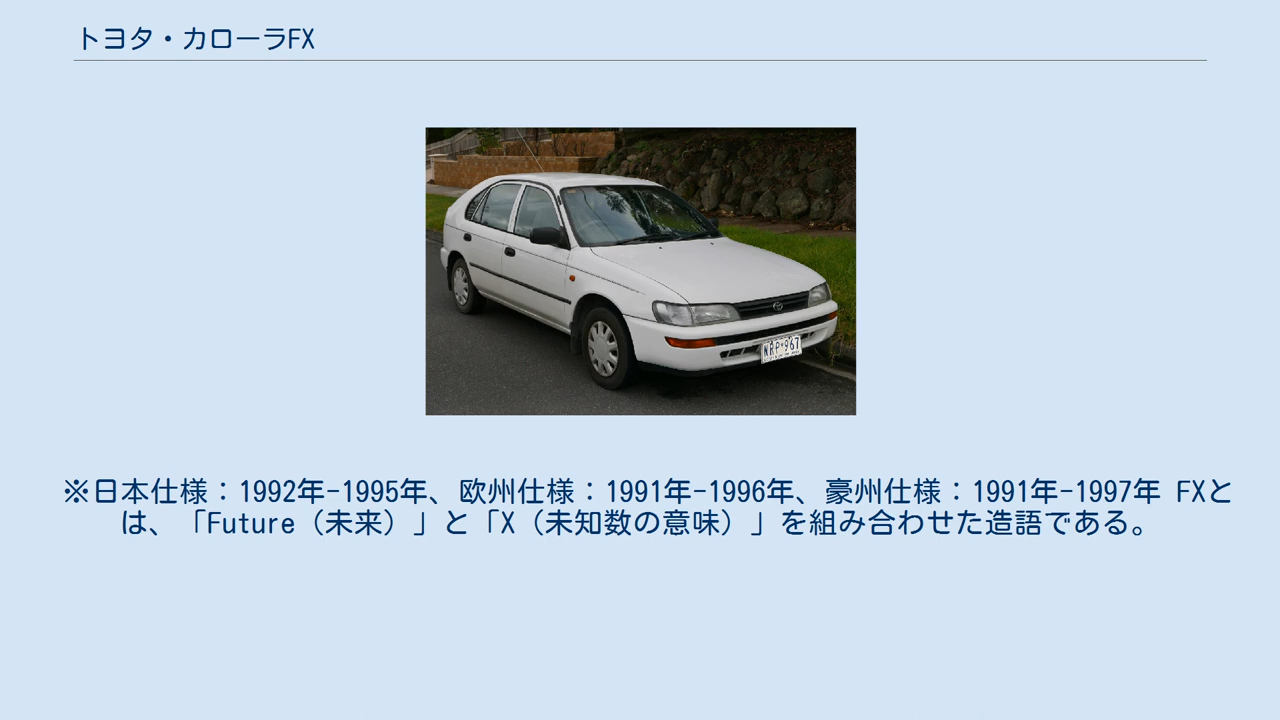 トヨタ・カローラFX
NRP·967
※日本仕様：1992年-1995年、欧州仕様：1991年-1996年、豪州仕様：1991年-1997年 FXと
は、「Future（未来）」と「X（未知数の意味）」を組み合わせた造語である。